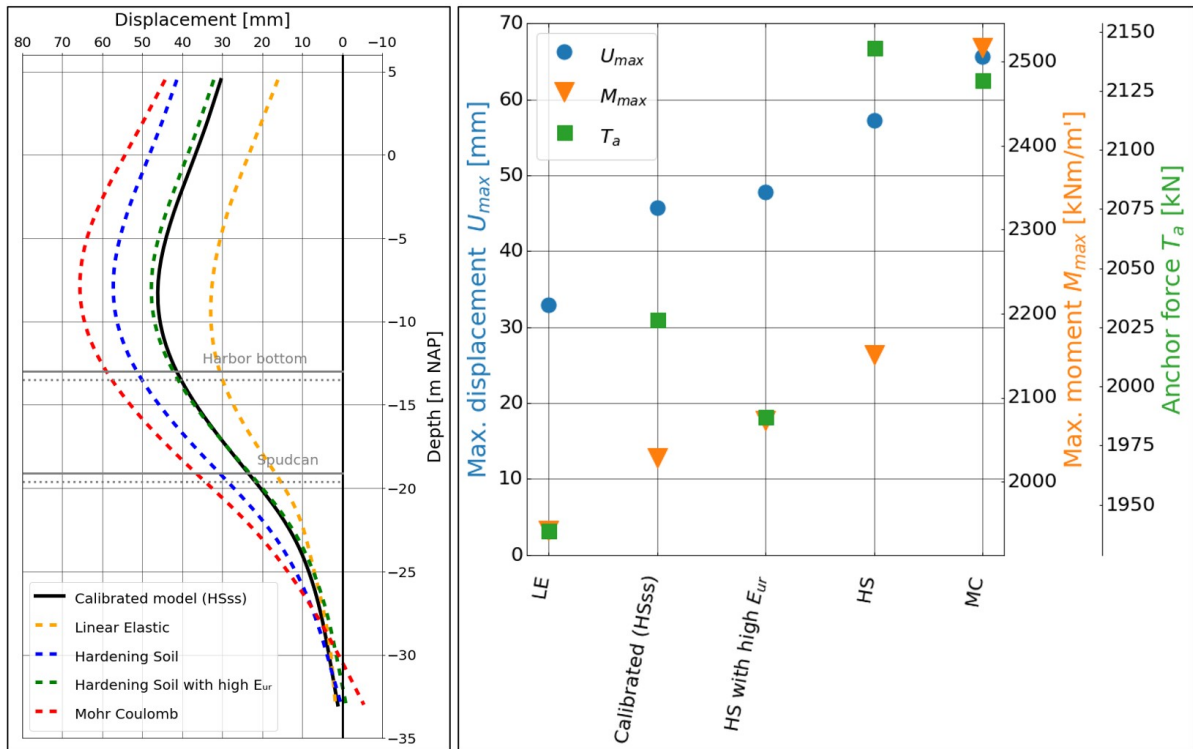 Displacement [mm]
80 70 60 50 40 30 20 10 0 −10
5
0
−5
−10
−15
−20
−25
−30
−35
Depth [m NAP]
Harbor bottom
Spudcan
Calibrated model (HSss)
Linear Elastic
Hardening Soil
Hardening Soil with high Eᵤᵣ
Mohr Coulomb
Max. displacement Uₘₐₓ [mm]
70
60
50
40
30
20
10
0
Uₘₐₓ
Mₘₐₓ
Tₐ
LE
Calibrated (HSss)
HS with high Eᵤᵣ
HS
MC
2500
2400
2300
2200
2100
2000
Max. moment Mₘₐₓ [kNm/m']
2150
2125
2100
2075
2050
2025
2000
1975
1950
Anchor force Tₐ [kN]